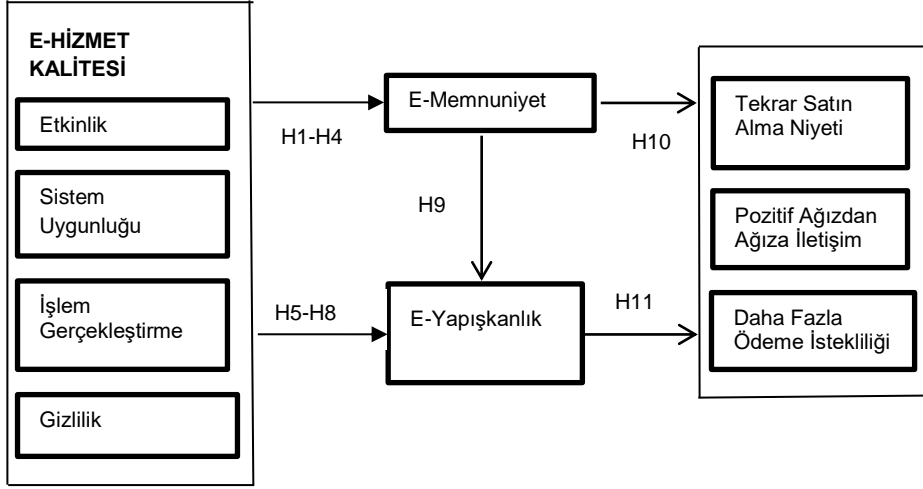 E-HİZMET
KALİTESİ
Etkinlik
Sistem
Uygunluğu
İşlem
Gerçekleştirme
Gizlilik
H1-H4
H5-H8
E-Memnuniyet
H9
E-Yapışkanlık
H10
H11
Tekrar Satın
Alma Niyeti
Pozitif Ağızdan
Ağıza İletişim
Daha Fazla
Ödeme İstekliliği